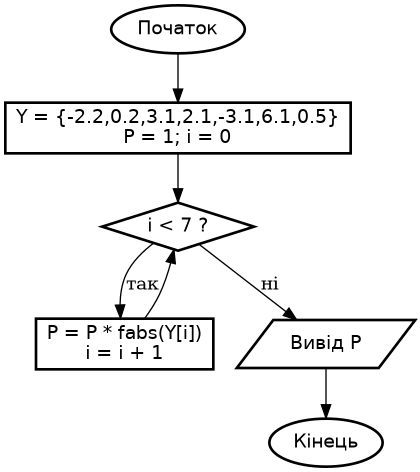 Початок
Y = {-2.2,0.2,3.1,2.1,-3.1,6.1,0.5}
P = 1; i = 0
i < 7 ?
так
ні
P = P * fabs(Y[i])
i = i + 1
Вивід P
Кінець